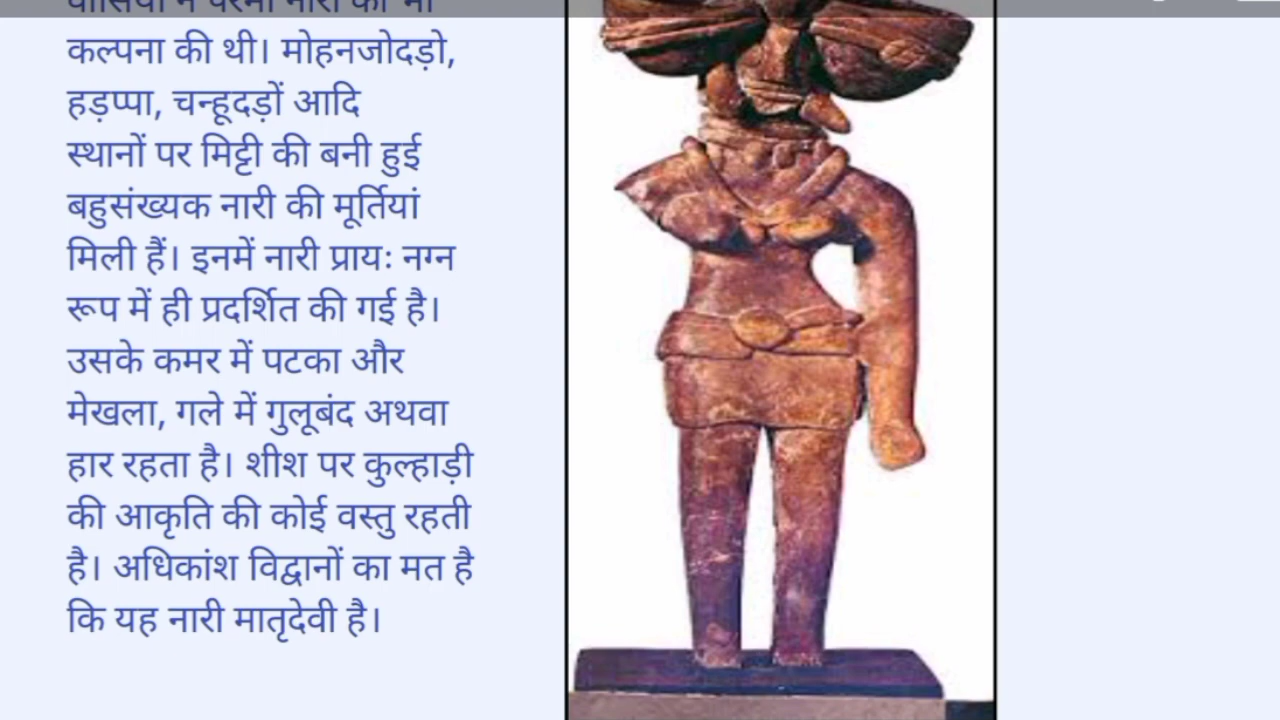 कल्पना की थी। मोहनजोदड़ो,
हड़प्पा, चन्हूदड़ों आदि
स्थानों पर मिट्टी की बनी हुई
बहुसंख्यक नारी की मूर्तियां
मिली हैं। इनमें नारी प्रायः नग्न
रूप में ही प्रदर्शित की गई है।
उसके कमर में पटका और
मेखला, गले में गुलूबंद अथवा
हार रहता है। शीश पर कुल्हाड़ी
की आकृति की कोई वस्तु रहती
है। अधिकांश विद्वानों का मत है
कि यह नारी मातृदेवी है।